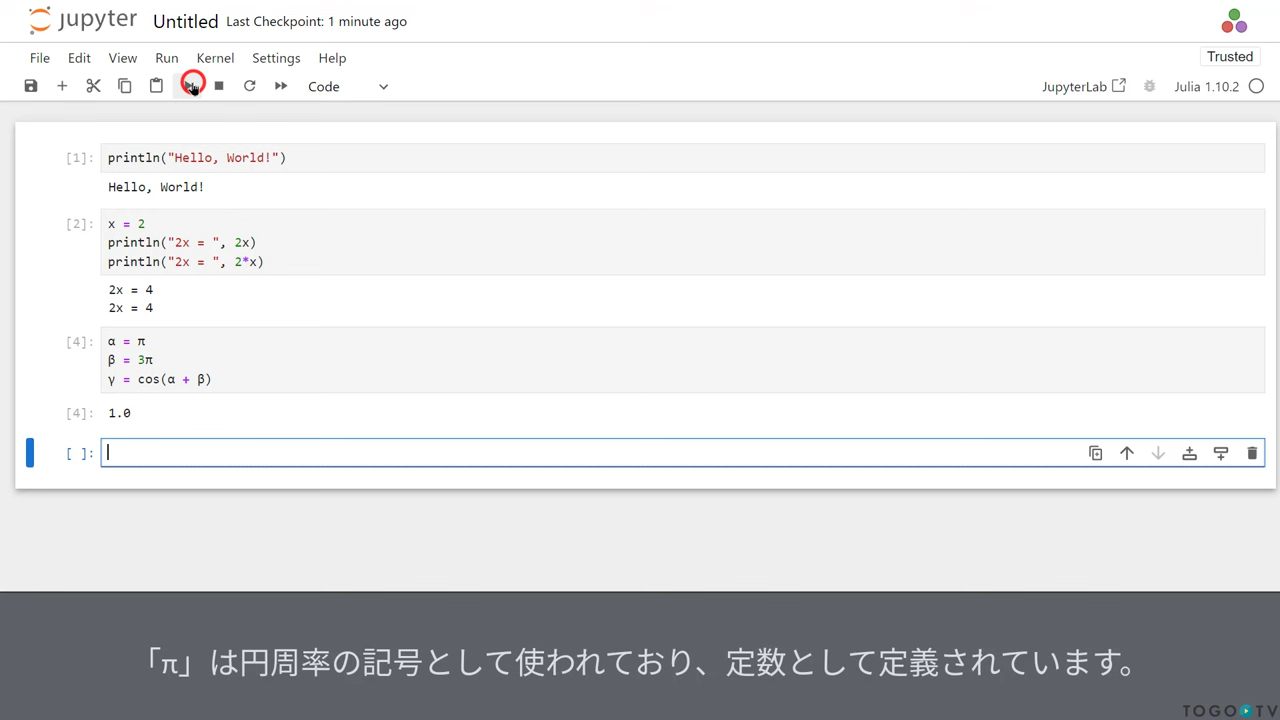 jupyter Untitled Last Checkpoint: 1 minute ago
File Edit View Run Kernel Settings Help
Trusted
Code
JupyterLab
Julia 1.10.2
[1]: println("Hello, World!")
Hello, World!
[2]: x = 2
println("2x = ", 2x)
println("2x = ", 2*x)
2x = 4
2x = 4
[4]: α = π
β = 3π
γ = cos(α + β)
[4]: 1.0
[ ]:
「π」は円周率の記号として使われており、定数として定義されています。
TOGO TV